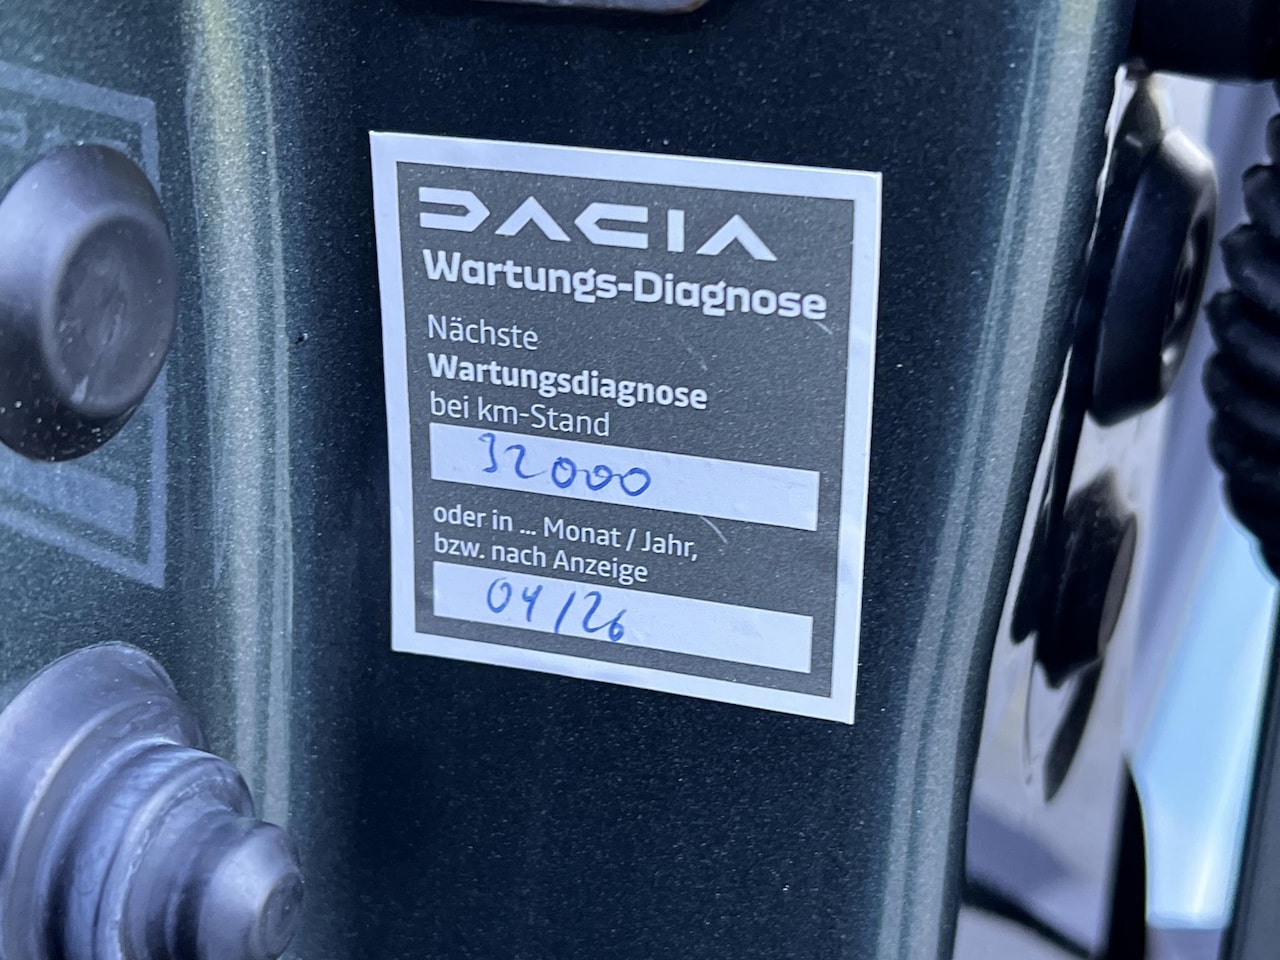 DACIA
Wartungs-Diagnose
Nächste
Wartungsdiagnose
bei km-Stand
32000
oder in ... Monat / Jahr,
bzw. nach Anzeige
04/26